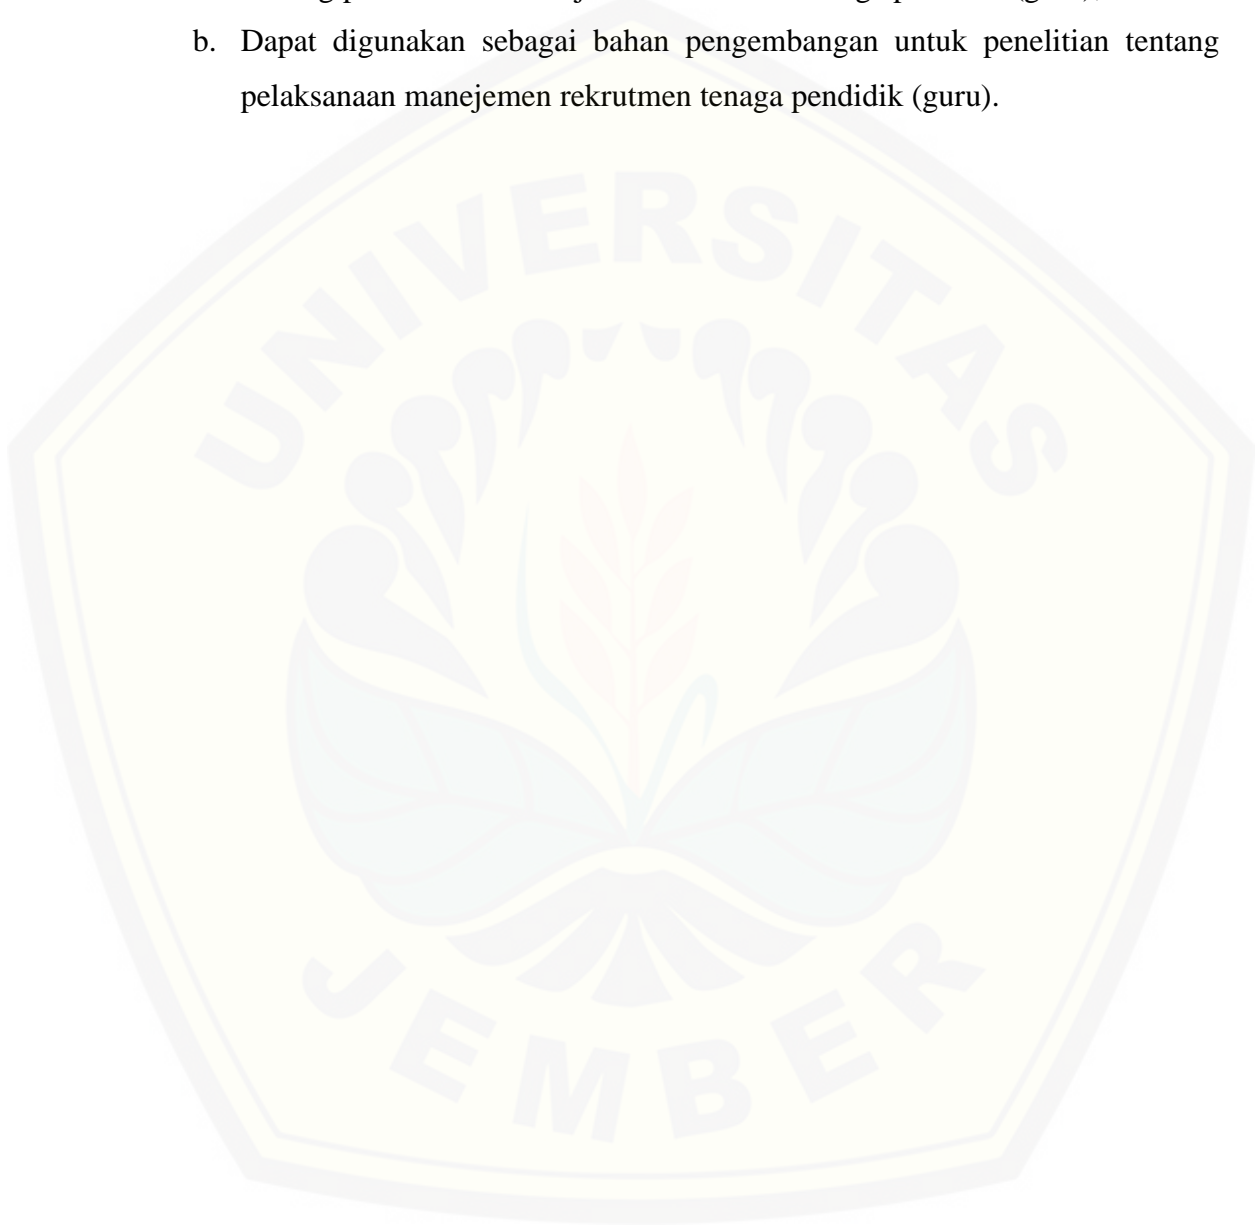 b. Dapat digunakan sebagai bahan pengembangan untuk penelitian tentang
pelaksanaan manejemen rekrutmen tenaga pendidik (guru).
UNIVERSITAS
JEMBER